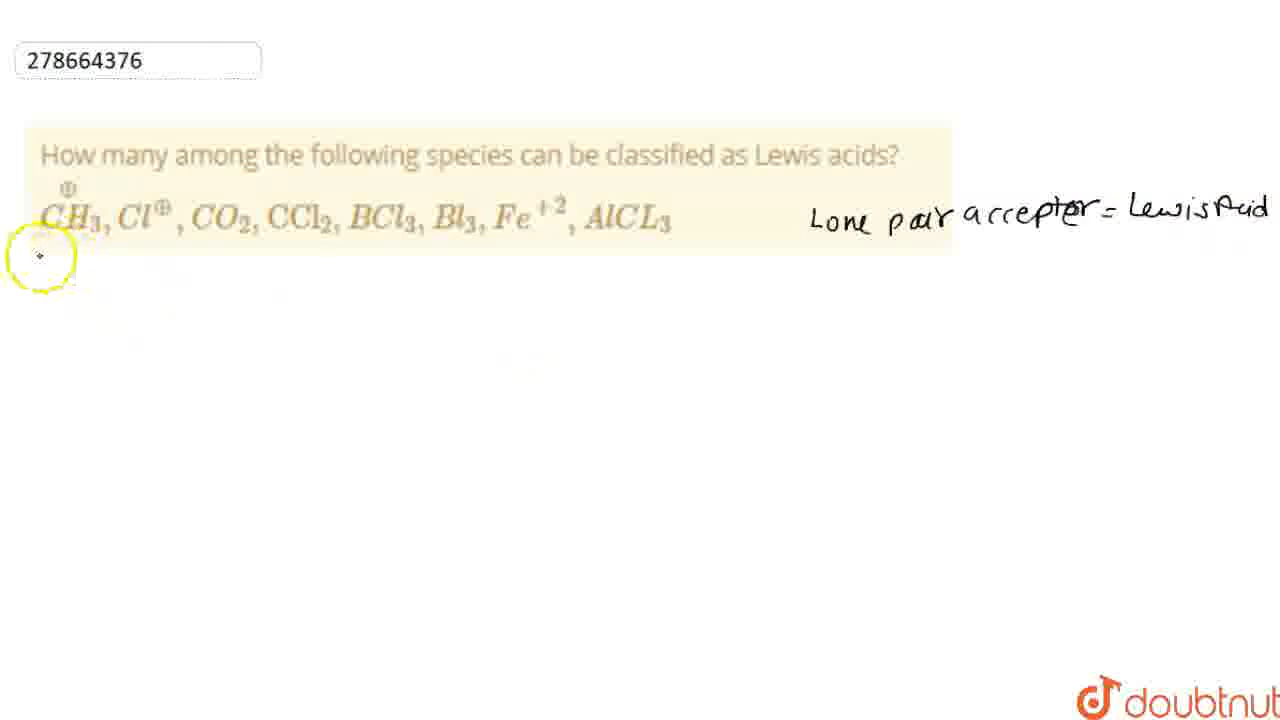 278664376
How many among the following species can be classified as Lewis acids?
⊕
CH₃, Cl⊕, CO₂, CCl₂, BCl₃, Bl₃, Fe⁺², AlCL₃
Lone pair acceptor = Lewis Acid
doubtnut